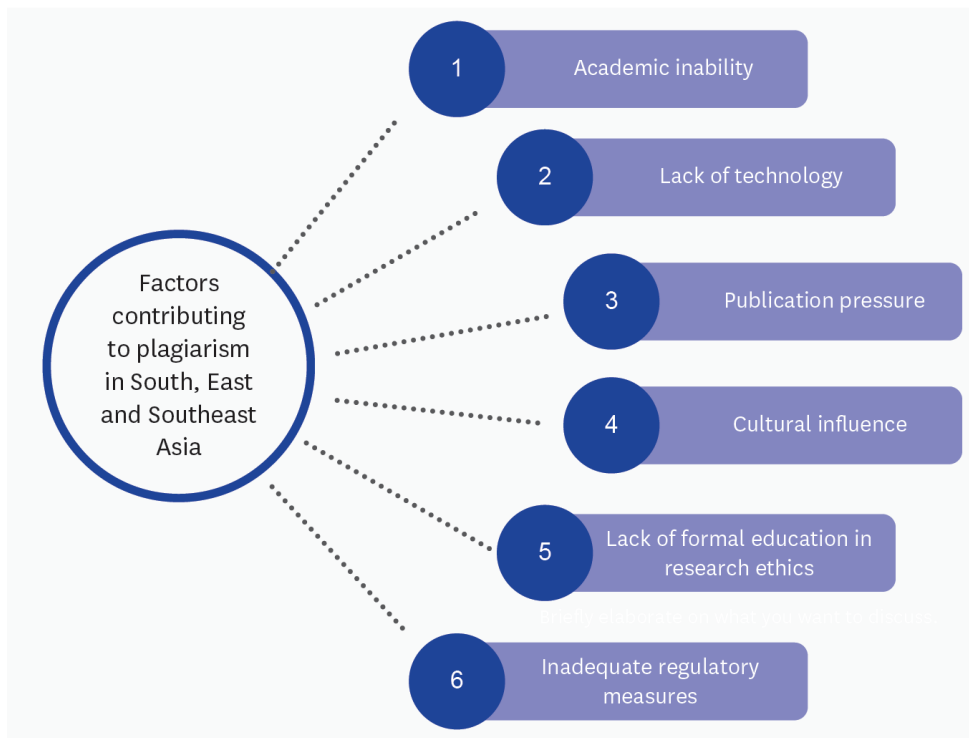 Factors
contributing
to plagiarism
in South, East
and Southeast
Asia
1
Academic inability
2
Lack of technology
3
Publication pressure
4
Cultural influence
5
Lack of formal education in
research ethics
Briefly elaborate on what you want to discuss.
6
Inadequate regulatory
measures